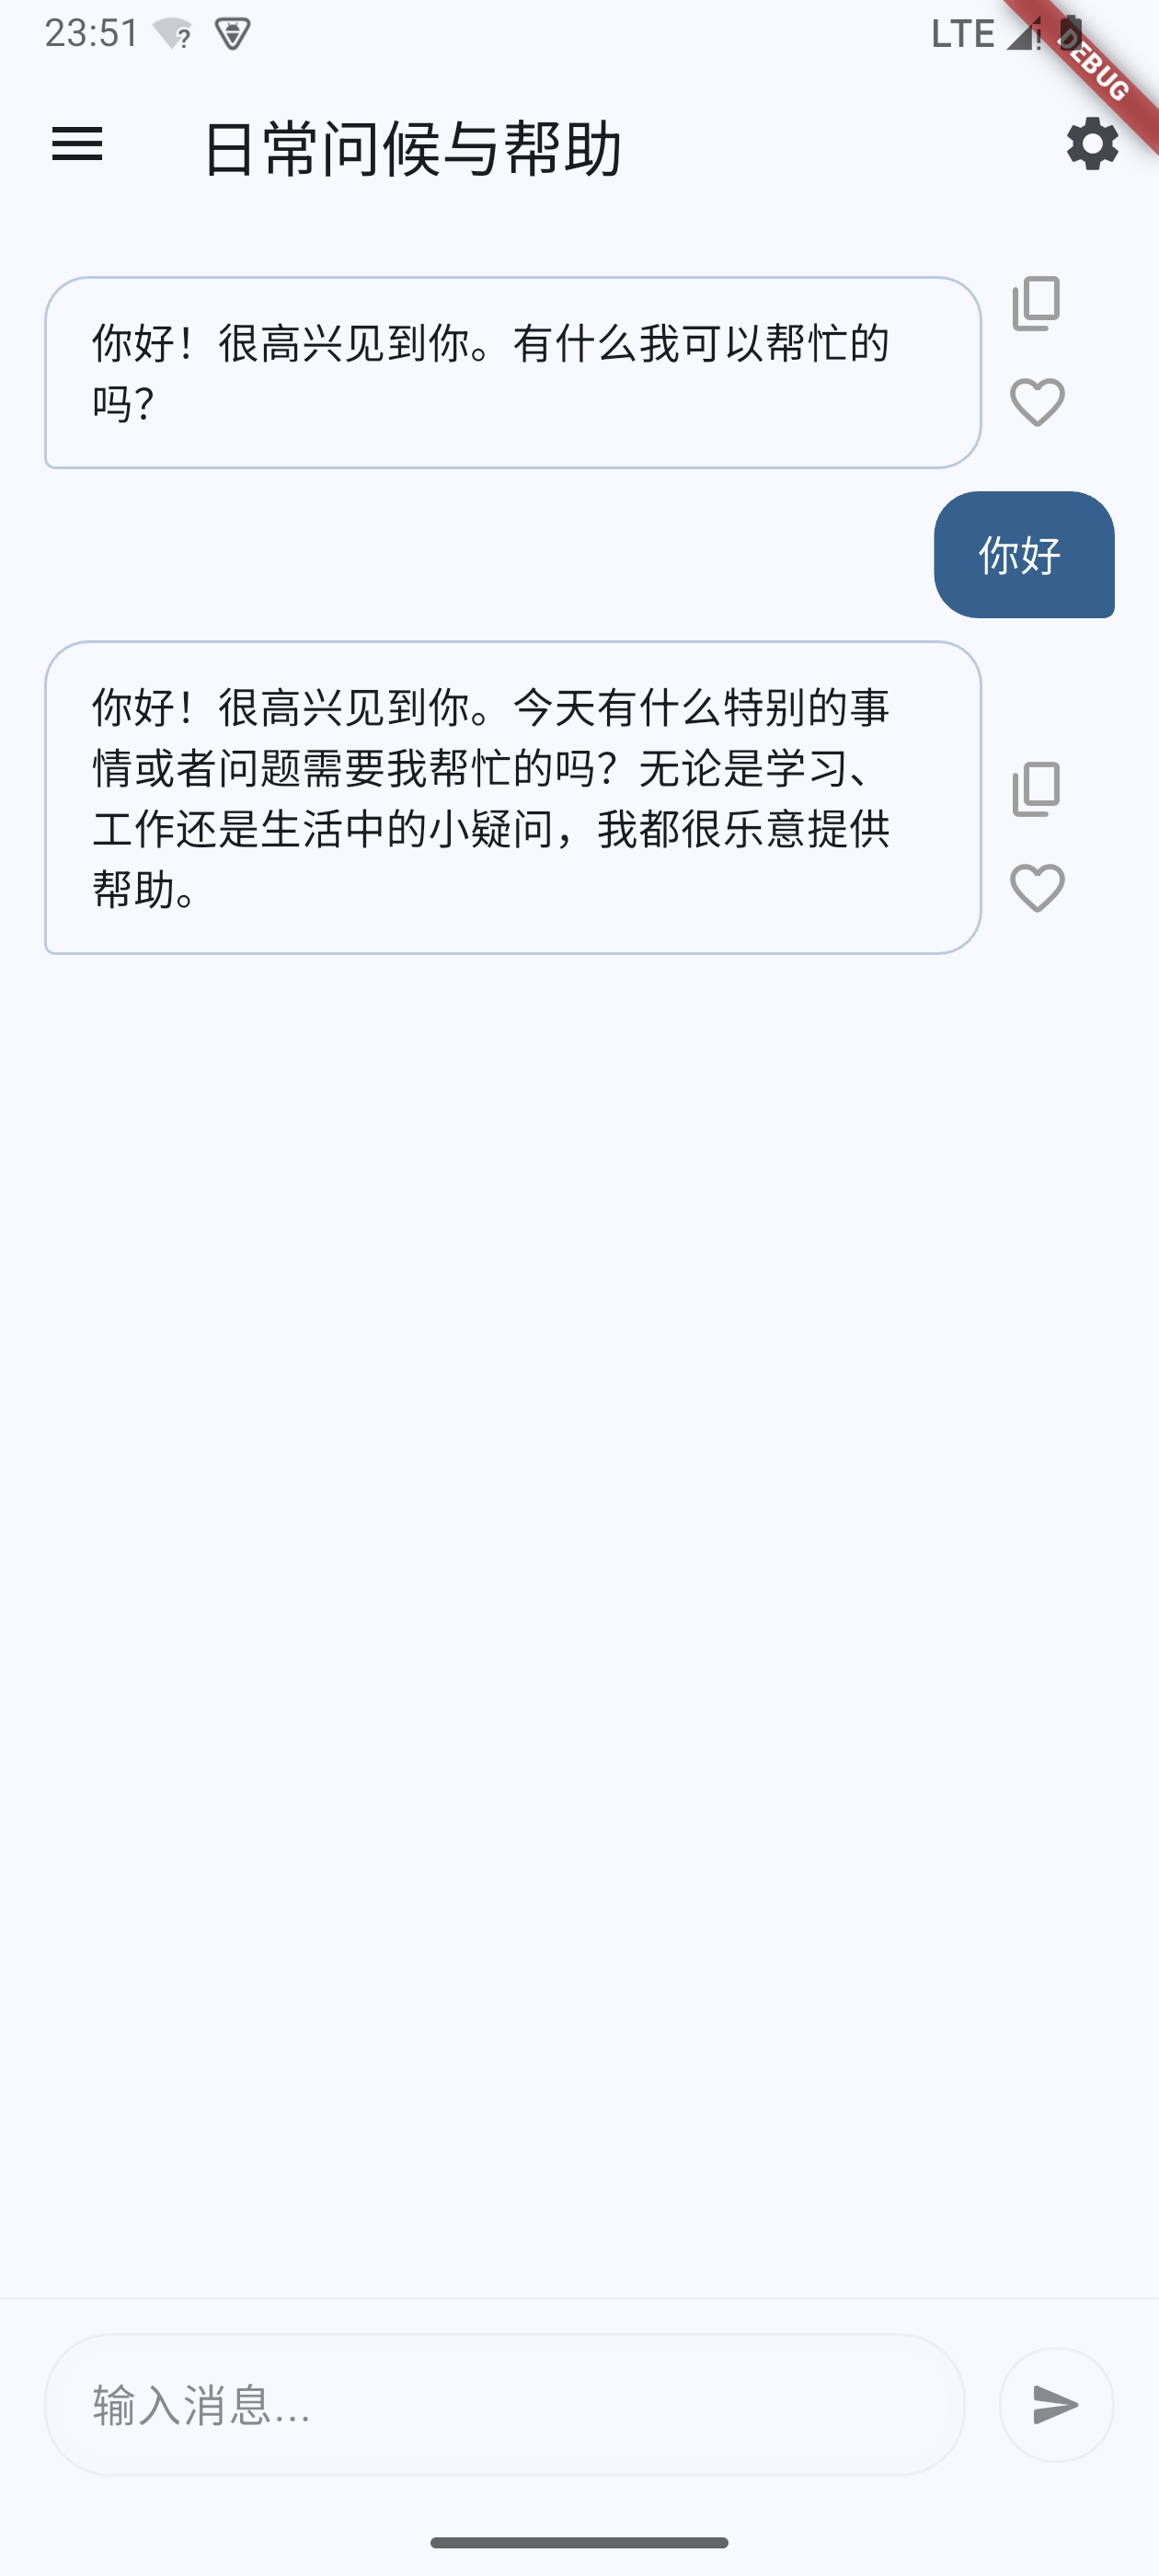 23:51
LTE
DEBUG
日常问候与帮助
你好！很高兴见到你。有什么我可以帮忙的
吗？
你好
你好！很高兴见到你。今天有什么特别的事
情或者问题需要我帮忙的吗？无论是学习、
工作还是生活中的小疑问，我都很乐意提供
帮助。
输入消息...